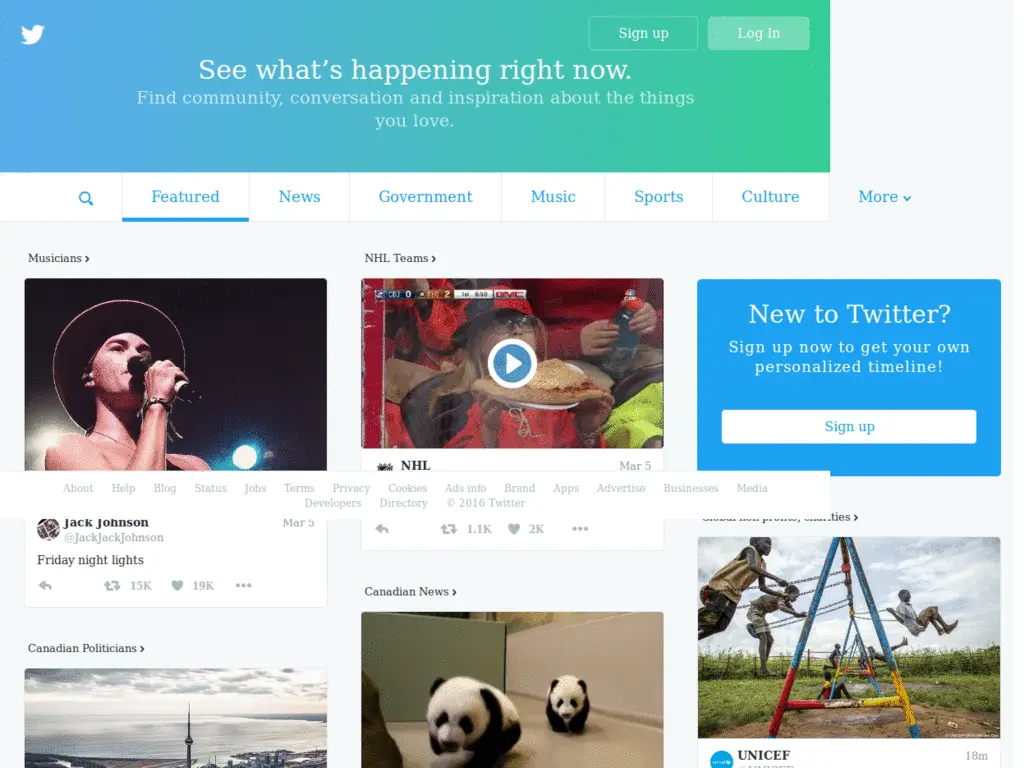 Sign up
Log In
See what’s happening right now.
Find community, conversation and inspiration about the things
you love.
Featured
News
Government
Music
Sports
Culture
More
Musicians
NHL Teams
New to Twitter?
Sign up now to get your own
personalized timeline!
Sign up
NHL
Mar 5
About Help Blog Status Jobs Terms Privacy Cookies Ads info Brand Apps Advertise Businesses Media
Developers Directory © 2016 Twitter
Jack Johnson
Mar 5
@JackJackJohnson
Friday night lights
15K
19K
1.1K
2K
Canadian News
Canadian Politicians
UNICEF
18m